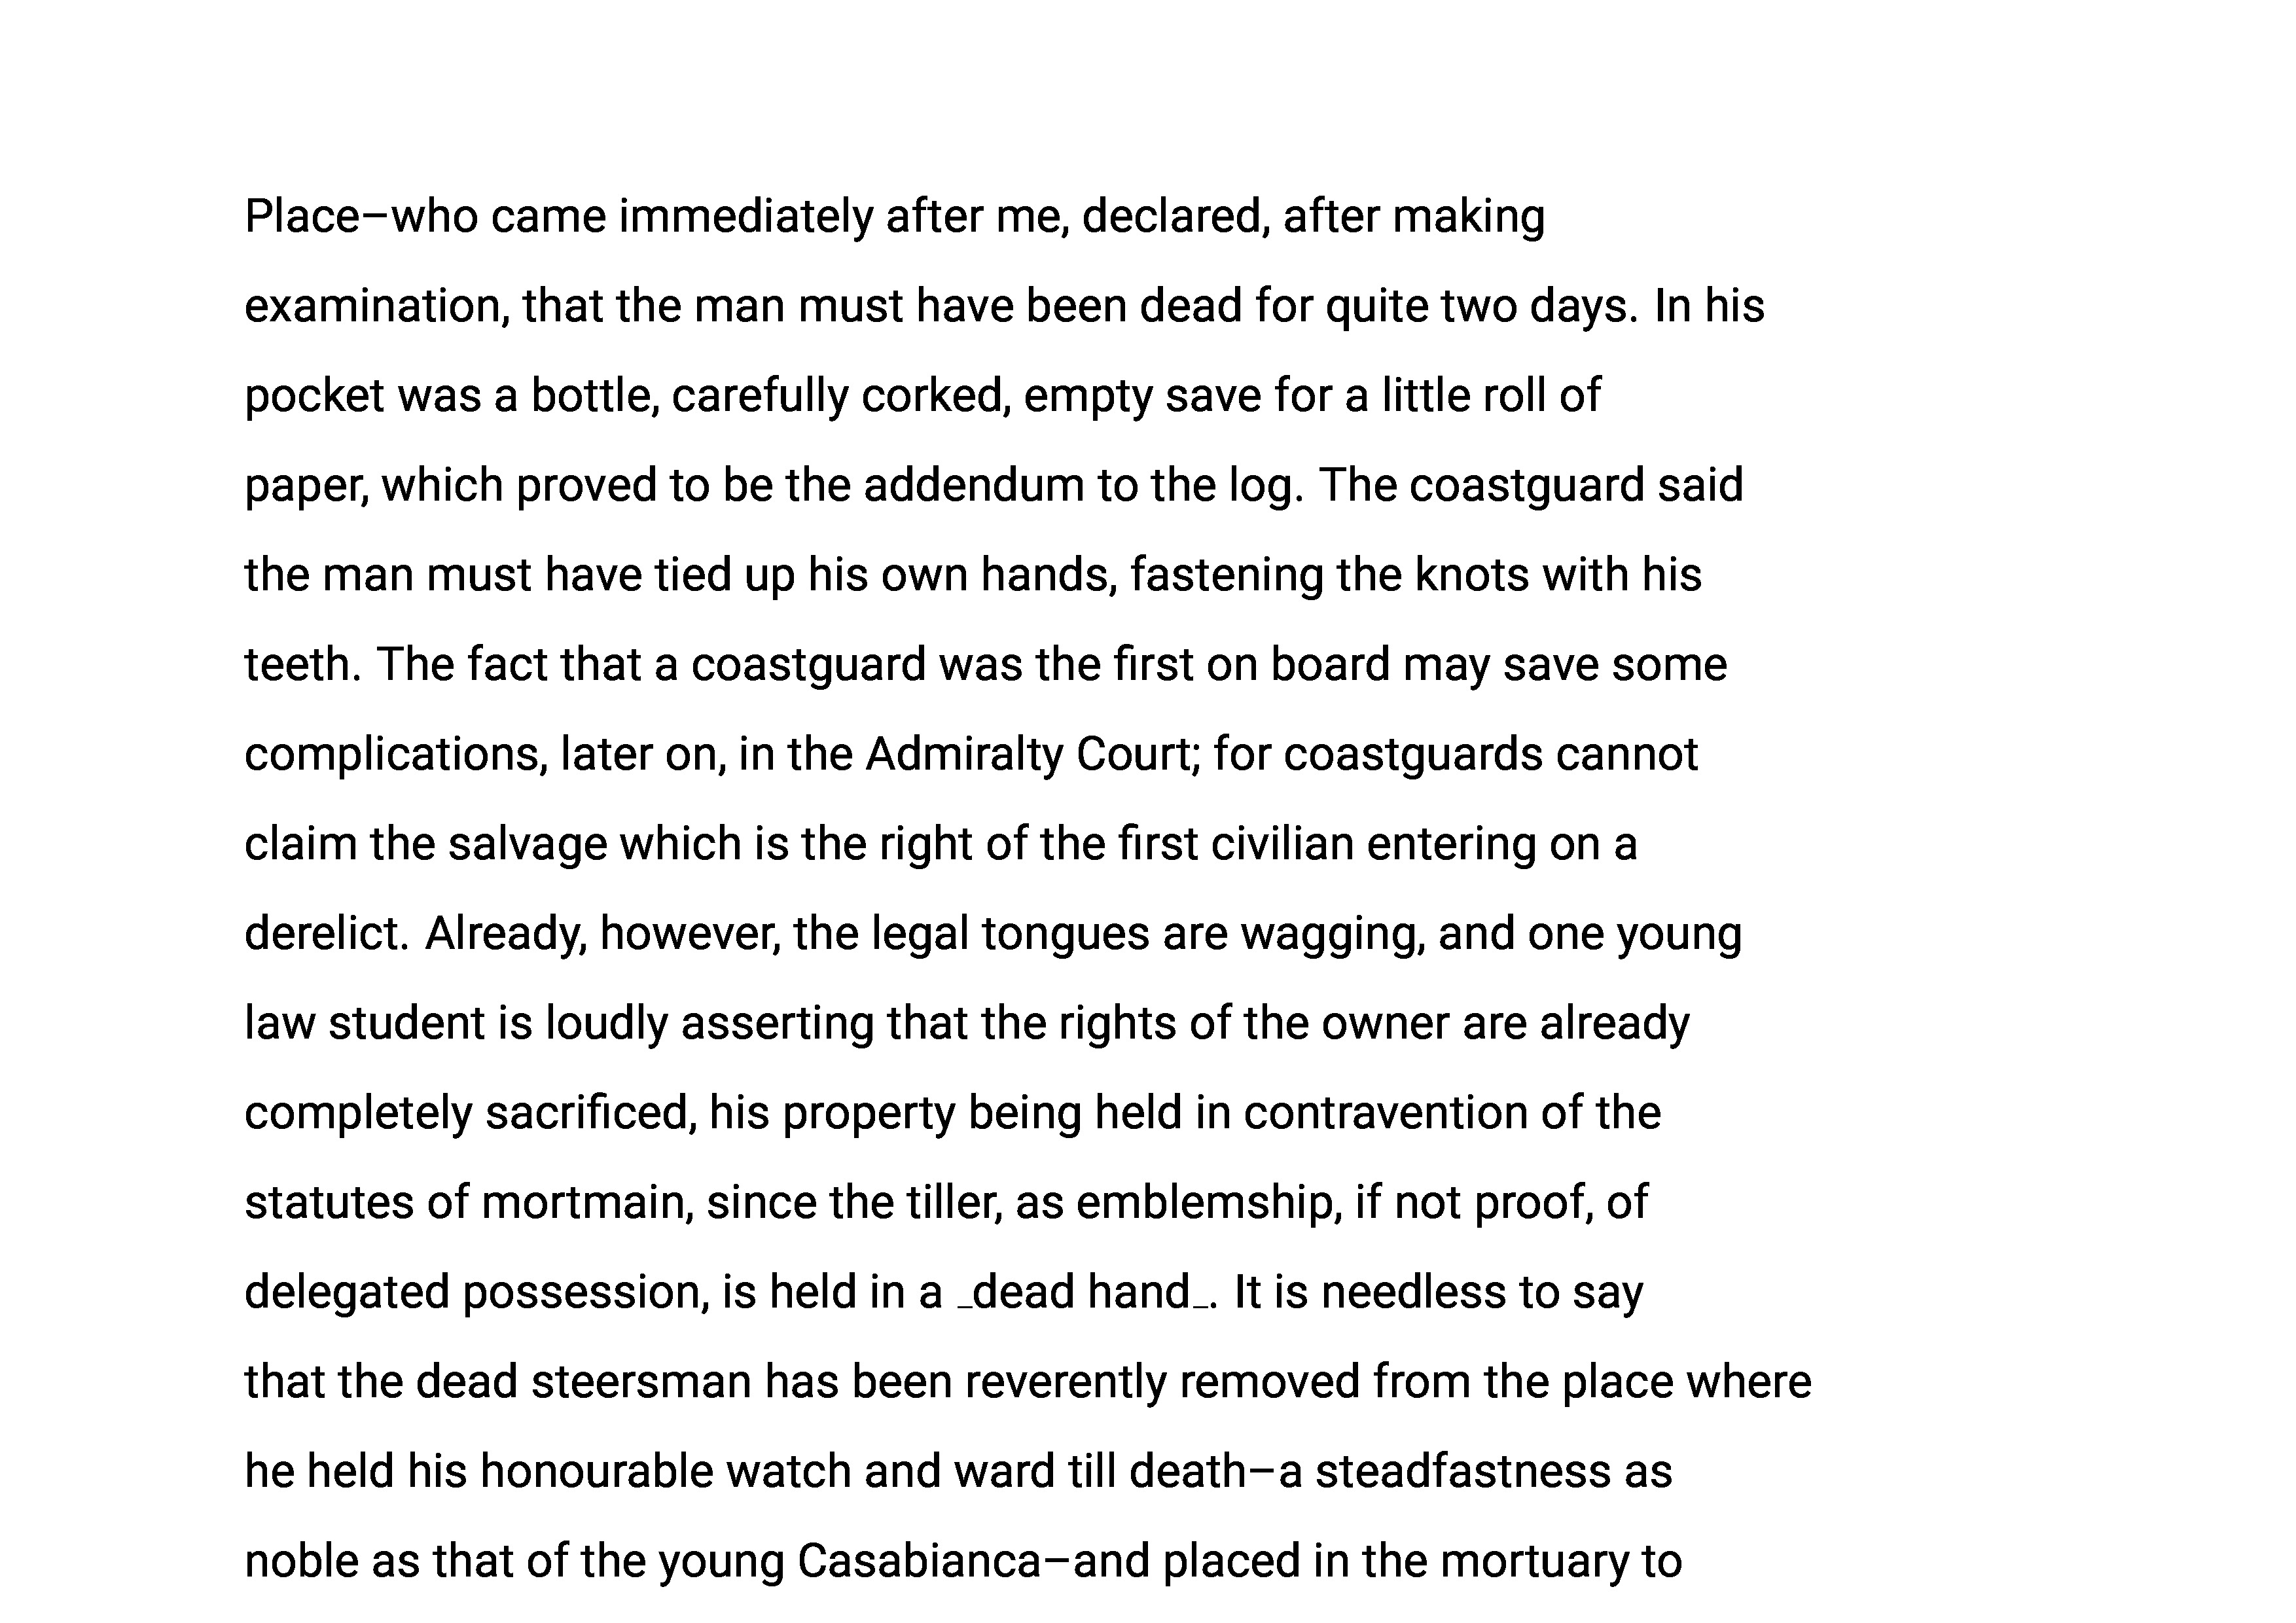 Place–who came immediately after me, declared, after making
examination, that the man must have been dead for quite two days. In his
pocket was a bottle, carefully corked, empty save for a little roll of
paper, which proved to be the addendum to the log. The coastguard said
the man must have tied up his own hands, fastening the knots with his
teeth. The fact that a coastguard was the first on board may save some
complications, later on, in the Admiralty Court; for coastguards cannot
claim the salvage which is the right of the first civilian entering on a
derelict. Already, however, the legal tongues are wagging, and one young
law student is loudly asserting that the rights of the owner are already
completely sacrificed, his property being held in contravention of the
statutes of mortmain, since the tiller, as emblemship, if not proof, of
delegated possession, is held in a _dead hand_. It is needless to say
that the dead steersman has been reverently removed from the place where
he held his honourable watch and ward till death–a steadfastness as
noble as that of the young Casabianca–and placed in the mortuary to